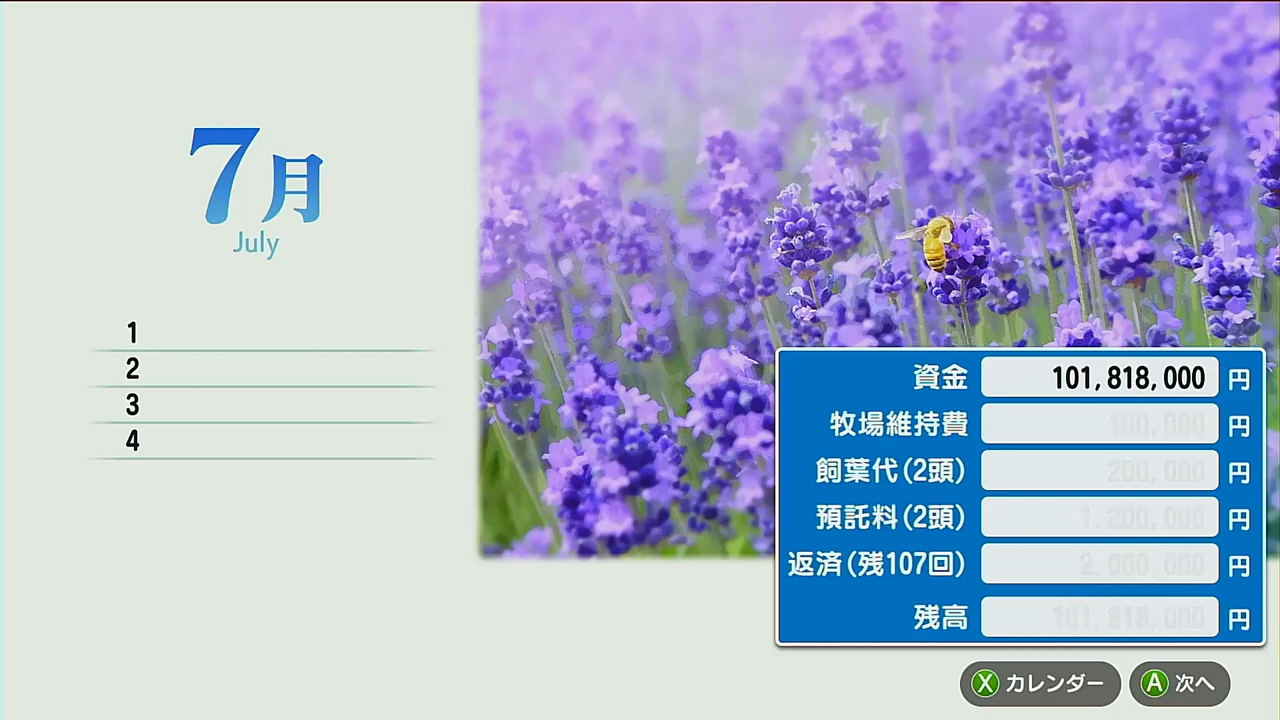 7月
July
1
2
3
4
資金 101,818,000 円
牧場維持費 100,000 円
飼葉代(2頭) 200,000 円
預託料(2頭) 1,200,000 円
返済(残107回) 2,000,000 円
残高 101,818,000 円
X カレンダー A 次へ